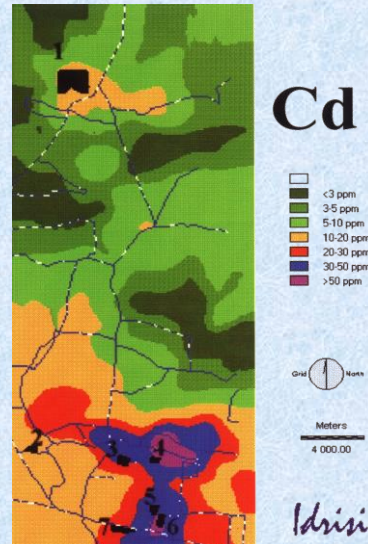 1
Cd
<3 ppm
3-5 ppm
5-10 ppm
10-20 ppm
20-30 ppm
30-50 ppm
>50 ppm
Grid North
Meters
4 000.00
2
3
4
5
6
7
Idrisi